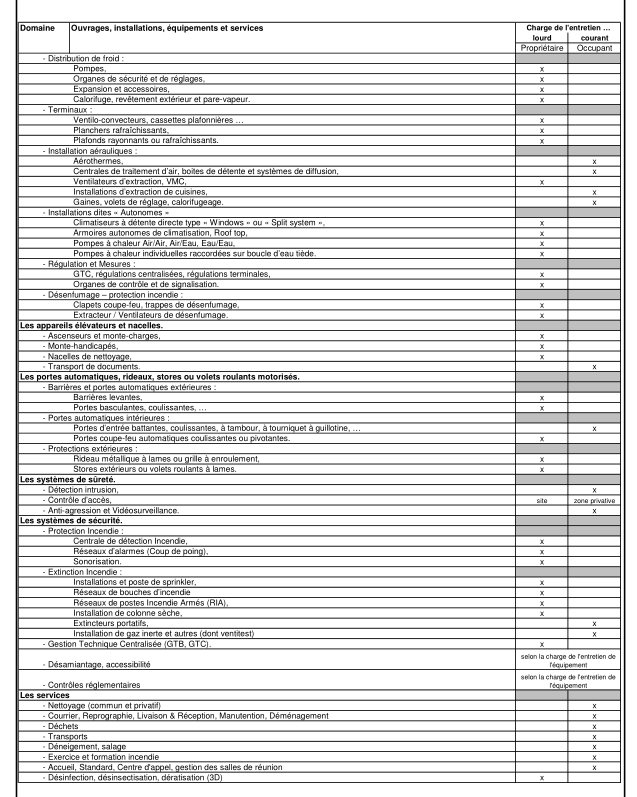 Domaine Ouvrages, installations, équipements et services Charge de l'entretien …
lourd courant
Propriétaire Occupant
- Distribution de froid :
Pompes, x
Organes de sécurité et de réglages, x
Expansion et accessoires, x
Calorifuge, revêtement extérieur et pare-vapeur. x
- Terminaux :
Ventilo-convecteurs, cassettes plafonnières … x
Planchers rafraîchissants, x
Plafonds rayonnants ou rafraîchissants. x
- Installation aérauliques :
Aérothermes, x
Centrales de traitement d'air, boites de détente et systèmes de diffusion, x
Ventilateurs d'extraction, VMC, x
Installations d'extraction de cuisines, x
Gaines, volets de réglage, calorifugeage. x
- Installations dites « Autonomes »
Climatiseurs à détente directe type « Windows » ou « Split system », x
Armoires autonomes de climatisation, Roof top, x
Pompes à chaleur Air/Air, Air/Eau, Eau/Eau, x
Pompes à chaleur individuelles raccordées sur boucle d'eau tiède. x
- Régulation et Mesures :
GTC, régulations centralisées, régulations terminales, x
Organes de contrôle et de signalisation. x
- Désenfumage – protection incendie :
Clapets coupe-feu, trappes de désenfumage, x
Extracteur / Ventilateurs de désenfumage. x
Les appareils élévateurs et nacelles.
- Ascenseurs et monte-charges, x
- Monte-handicapés, x
- Nacelles de nettoyage, x
- Transport de documents. x
Les portes automatiques, rideaux, stores ou volets roulants motorisés.
- Barrières et portes automatiques extérieures :
Barrières levantes, x
Portes basculantes, coulissantes, … x
- Portes automatiques intérieures :
Portes d'entrée battantes, coulissantes, à tambour, à tourniquet à guillotine, … x
Portes coupe-feu automatiques coulissantes ou pivotantes. x
- Protections extérieures :
Rideau métallique à lames ou grille à enroulement, x
Stores extérieurs ou volets roulants à lames. x
Les systèmes de sûreté.
- Détection intrusion, x
- Contrôle d'accès, site zone privative
- Anti-agression et Vidéosurveillance. x
Les systèmes de sécurité.
- Protection Incendie :
Centrale de détection Incendie, x
Réseaux d'alarmes (Coup de poing), x
Sonorisation. x
- Extinction Incendie :
Installations et poste de sprinkler, x
Réseaux de bouches d'incendie x
Réseaux de postes Incendie Armés (RIA), x
Installation de colonne sèche, x
Extincteurs portatifs, x
Installation de gaz inerte et autres (dont ventitest) x
- Gestion Technique Centralisée (GTB, GTC). x
- Désamiantage, accessibilité selon la charge de l'entretien de
l'équipement
- Contrôles réglementaires selon la charge de l'entretien de
l'équipement
Les services
- Nettoyage (commun et privatif) x
- Courrier, Reprographie, Livaison & Réception, Manutention, Déménagement x
- Déchets x
- Transports x
- Déneigement, salage x
- Exercice et formation incendie x
- Accueil, Standard, Centre d'appel, gestion des salles de réunion x
- Désinfection, désinsectisation, dératisation (3D) x